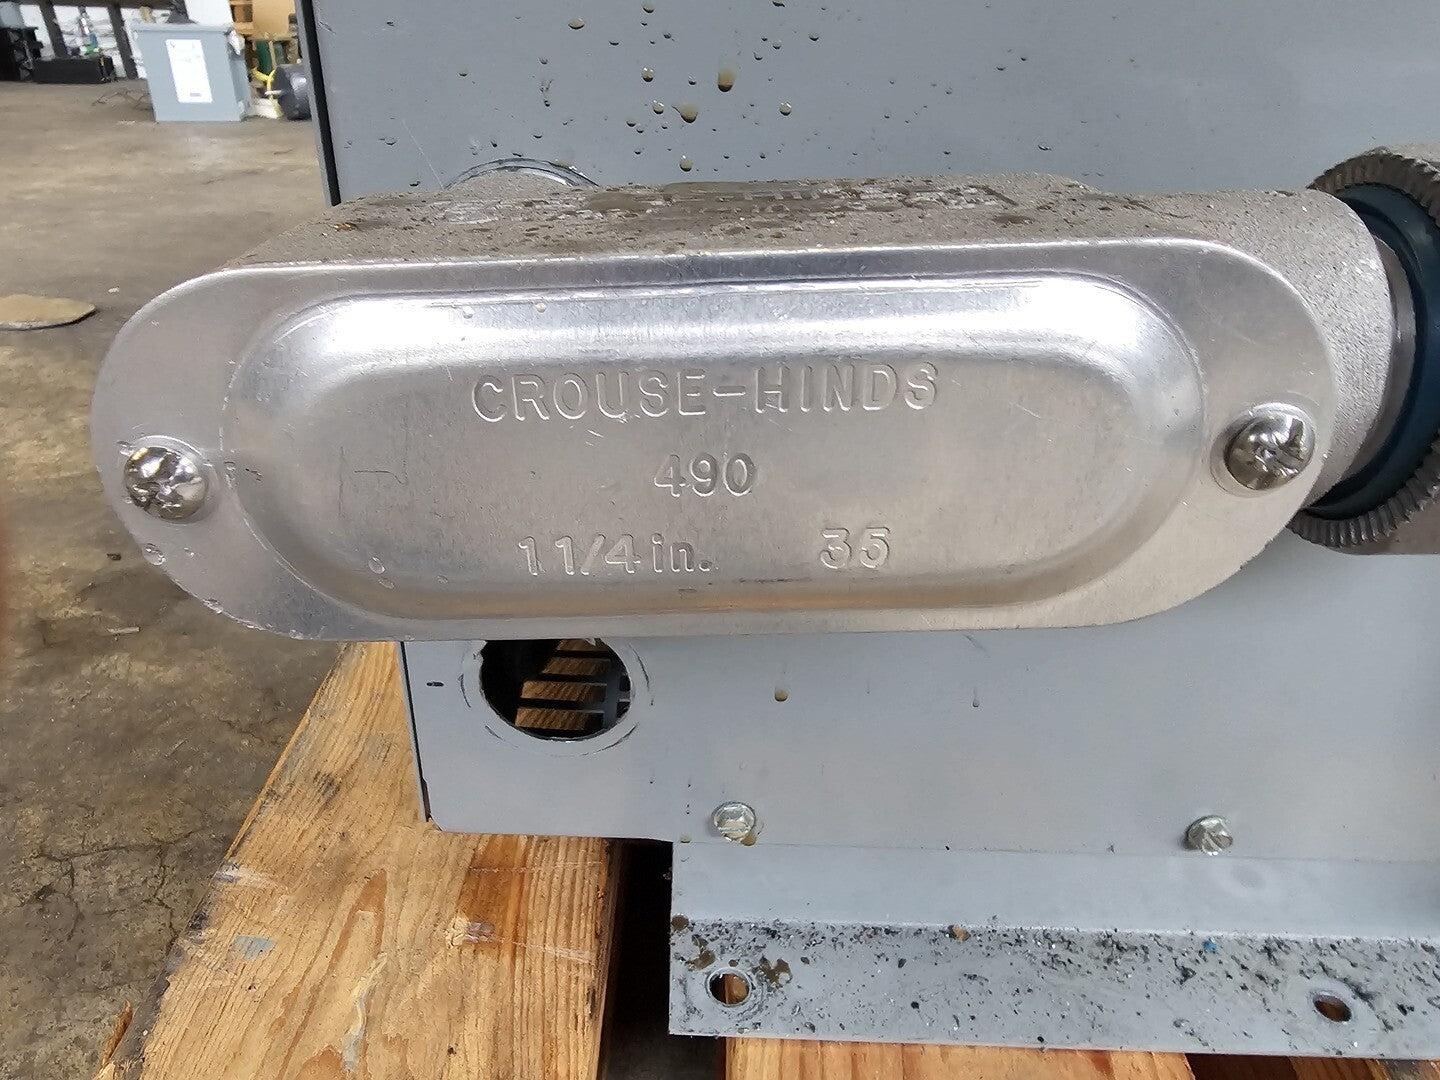 CROUSE-HINDS
490
1 1/4 in. 35